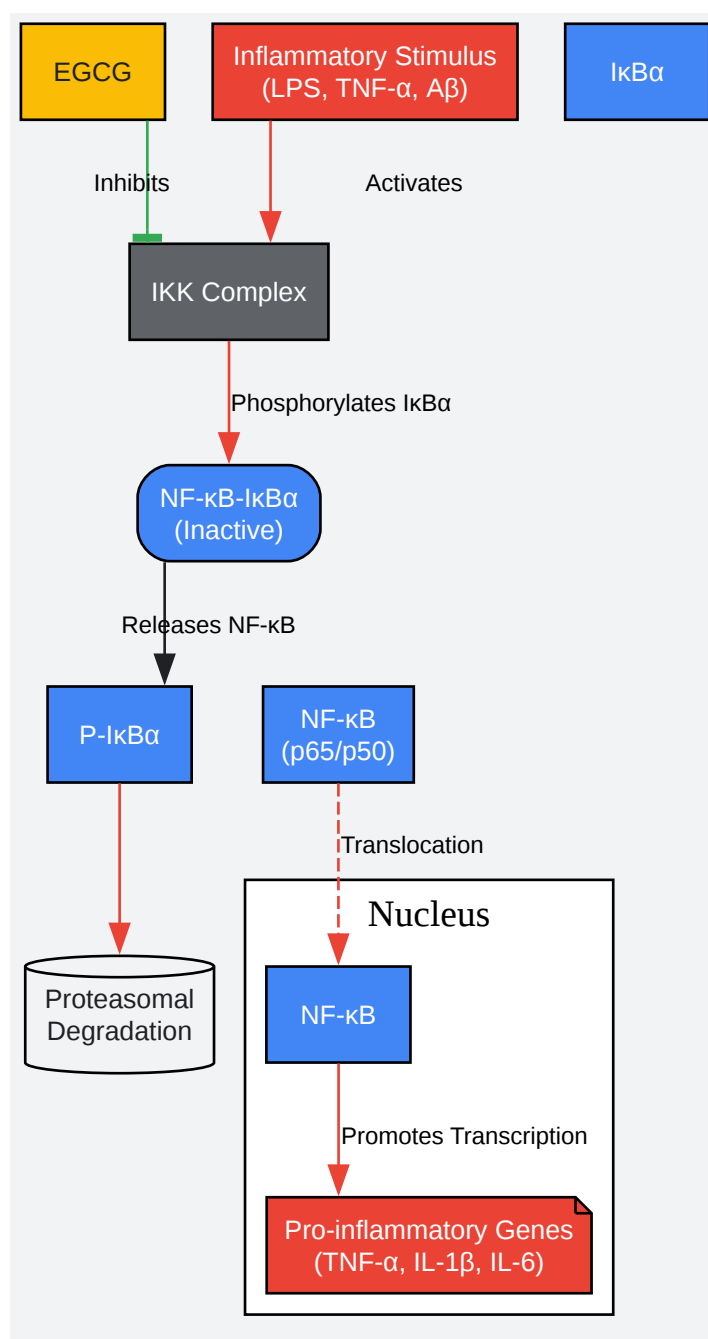 EGCG
Inflammatory Stimulus
(LPS, TNF-α, Aβ)
IκBα
Inhibits
Activates
IKK Complex
Phosphorylates IκBα
NF-κB-IκBα
(Inactive)
Releases NF-κB
P-IκBα
NF-κB
(p65/p50)
Translocation
Nucleus
Proteasomal
Degradation
NF-κB
Promotes Transcription
Pro-inflammatory Genes
(TNF-α, IL-1β, IL-6)